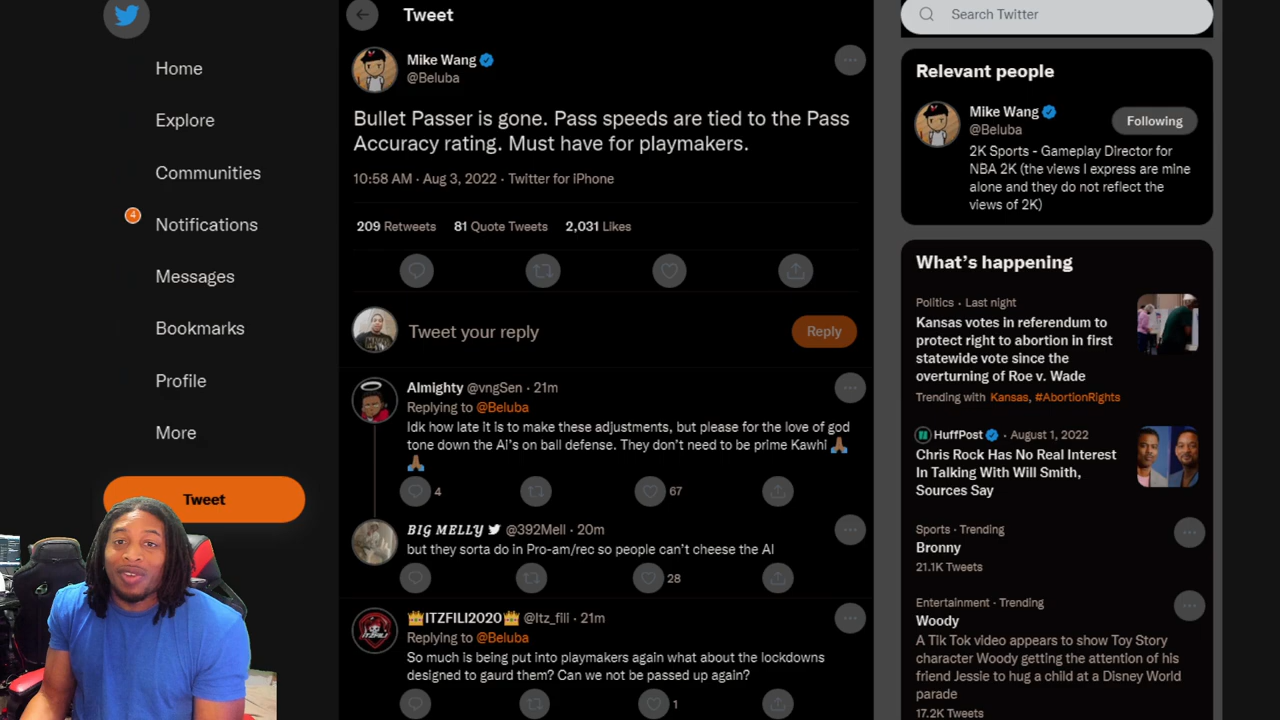 Home
Explore
Communities
4
Notifications
Messages
Bookmarks
Profile
More
Tweet
Tweet
Mike Wang
@Beluba
Bullet Passer is gone. Pass speeds are tied to the Pass
Accuracy rating. Must have for playmakers.
10:58 AM · Aug 3, 2022 · Twitter for iPhone
209 Retweets 81 Quote Tweets 2,031 Likes
Tweet your reply
Reply
Almighty @vngSen · 21m
Replying to @Beluba
Idk how late it is to make these adjustments, but please for the love of god
tone down the AI's on ball defense. They don't need to be prime Kawhi 🙏🏾
🙏🏾
4 67
BIG MELLY @392Mell · 20m
but they sorta do in Pro-am/rec so people can't cheese the AI
28
👑ITZFILI2020👑 @Itz_fili · 21m
Replying to @Beluba
So much is being put into playmakers again what about the lockdowns
designed to gaurd them? Can we not be passed up again?
1
Search Twitter
Relevant people
Mike Wang
@Beluba
Following
2K Sports - Gameplay Director for
NBA 2K (the views I express are mine
alone and they do not reflect the
views of 2K)
What's happening
Politics · Last night
Kansas votes in referendum to
protect right to abortion in first
statewide vote since the
overturning of Roe v. Wade
Trending with Kansas, #AbortionRights
HuffPost · August 1, 2022
Chris Rock Has No Real Interest
In Talking With Will Smith,
Sources Say
Sports · Trending
Bronny
21.1K Tweets
Entertainment · Trending
Woody
A Tik Tok video appears to show Toy Story
character Woody getting the attention of his
friend Jessie to hug a child at a Disney World
parade
17.2K Tweets